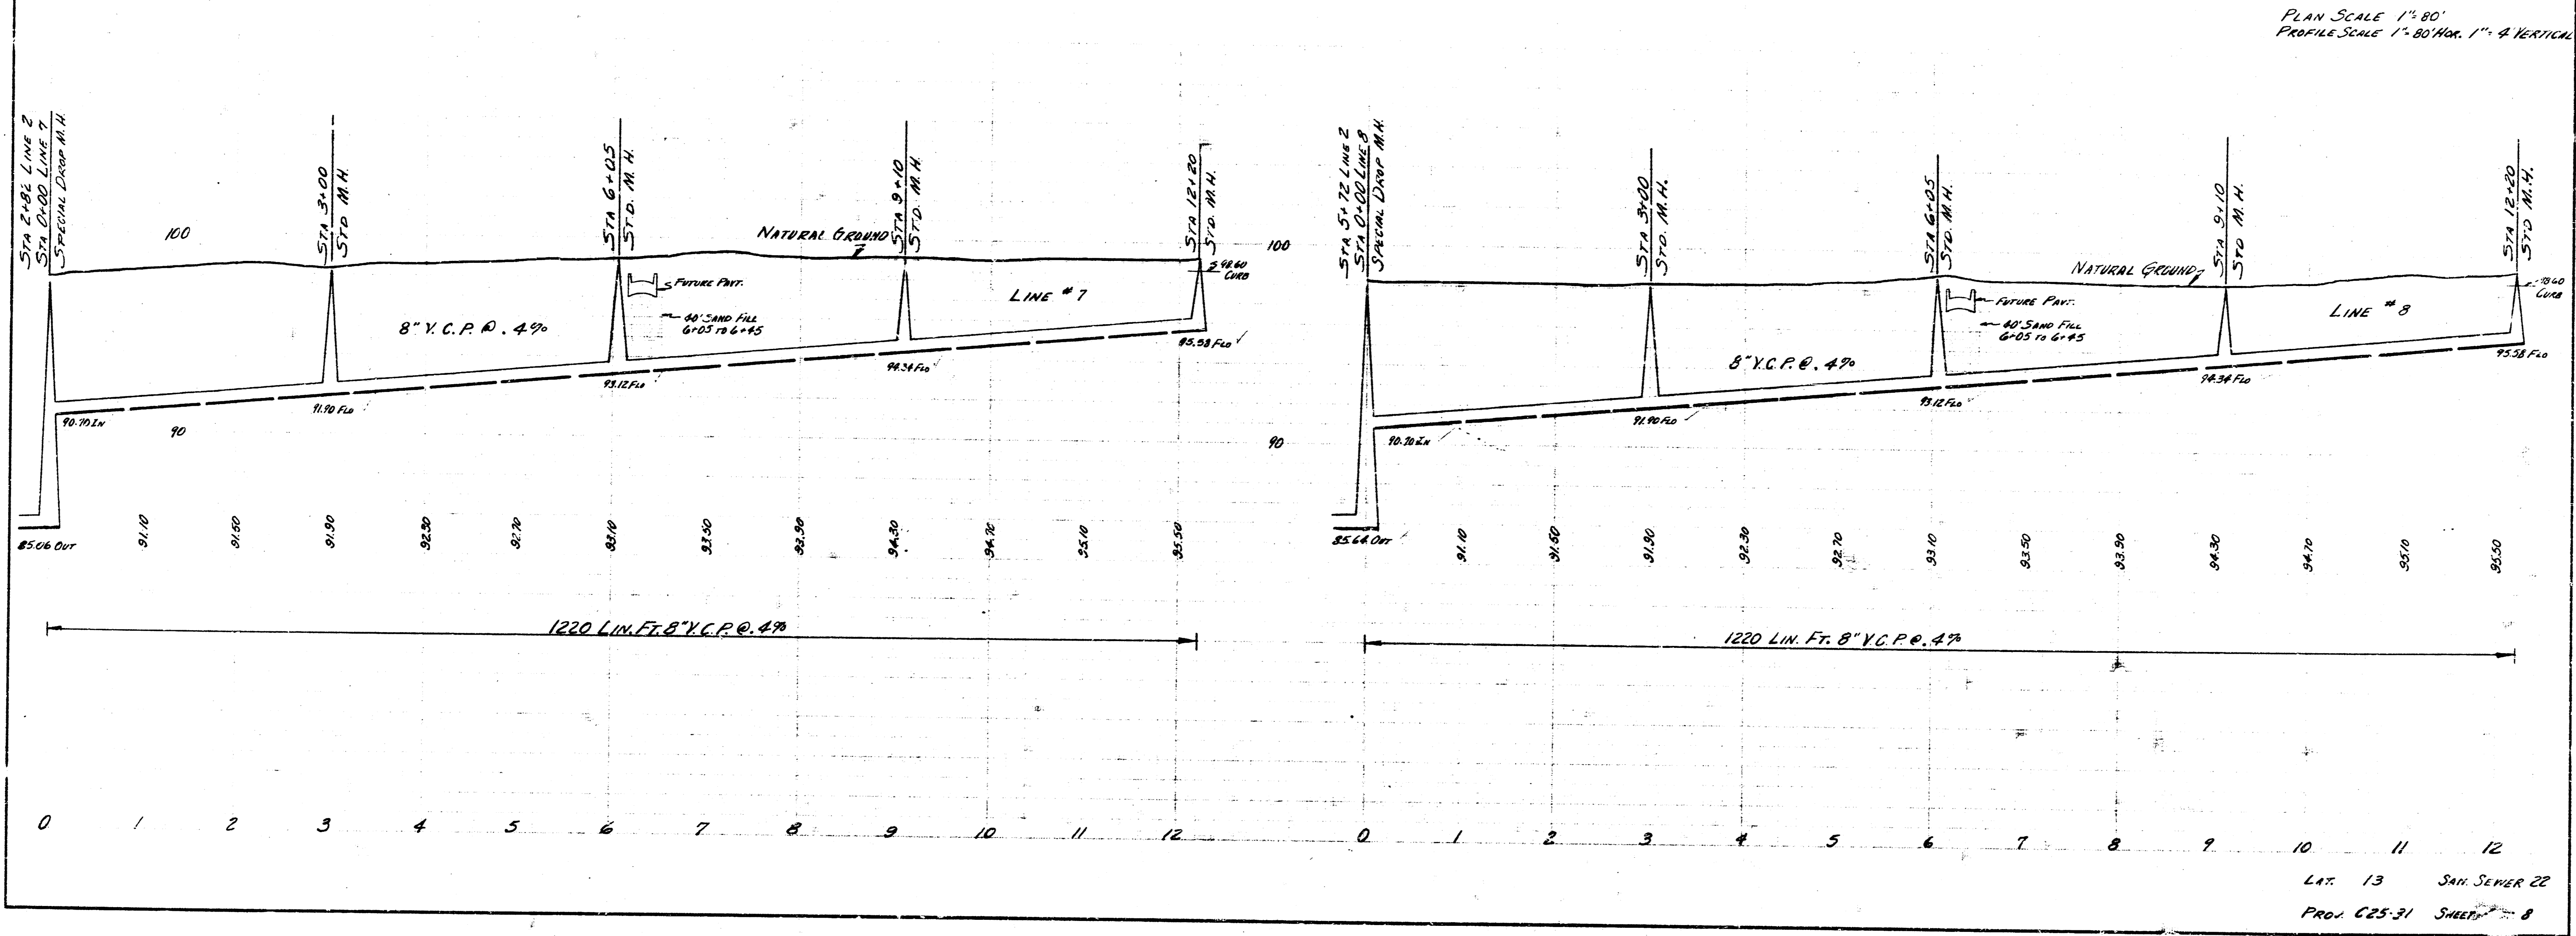 PLAN SCALE 1"=80'
PROFILE SCALE 1"=80' HOR. 1"=4 VERTICAL
STA 2+82 LINE 2
STA 0+00 LINE 7
SPECIAL DROP M.H.
STA 3+00
STD M.H.
STA 6+05
STD. M.H.
STA 9+10
STD. M.H.
STA 12+20
STD. M.H.
100
NATURAL GROUND
100
98.60
CURB
FUTURE PAVT.
40' SAND FILL
6+05 TO 6+45
LINE #7
8" V.C.P. @ .4%
90.70 IN
91.90 FLO
93.12 FLO
94.34 FLO
95.58 FLO
90
90
85.06 OUT
91.10
91.50
91.90
92.30
92.70
93.10
93.50
93.90
94.30
94.70
95.10
95.50
1220 LIN. FT. 8" V.C.P. @ .4%
0 1 2 3 4 5 6 7 8 9 10 11 12
STA 5+72 LINE 2
STA 0+00 LINE 8
SPECIAL DROP M.H.
STA 3+00
STD. M.H.
STA 6+05
STD. M.H.
STA 9+10
STD M.H.
STA 12+20
STD M.H.
NATURAL GROUND
98.60
CURB
FUTURE PAVT.
40' SAND FILL
6+05 TO 6+45
LINE #8
8" V.C.P. @ .4%
90.70 IN
91.90 FLO
93.12 FLO
94.34 FLO
95.58 FLO
85.64 OUT
91.10
91.50
91.90
92.30
92.70
93.10
93.50
93.90
94.30
94.70
95.10
95.50
1220 LIN. FT. 8" V.C.P. @ .4%
0 1 2 3 4 5 6 7 8 9 10 11 12
LAT. 13 SAN. SEWER 22
PROJ. C25-31 SHEET 8